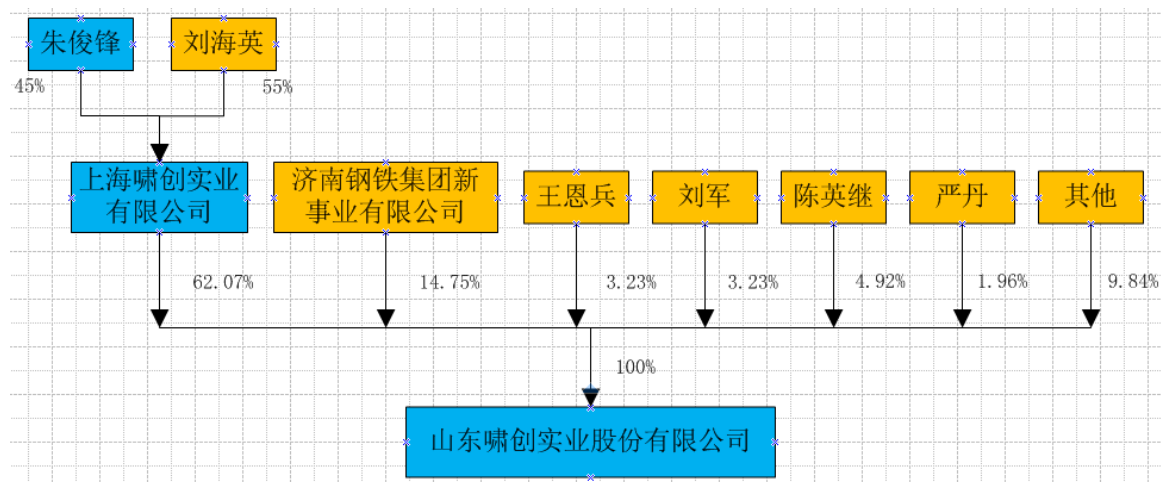 朱俊锋
刘海英
45%
55%
上海啸创实业
有限公司
济南钢铁集团新
事业有限公司
王恩兵
刘军
陈英继
严丹
其他
62.07%
14.75%
3.23%
3.23%
4.92%
1.96%
9.84%
100%
山东啸创实业股份有限公司